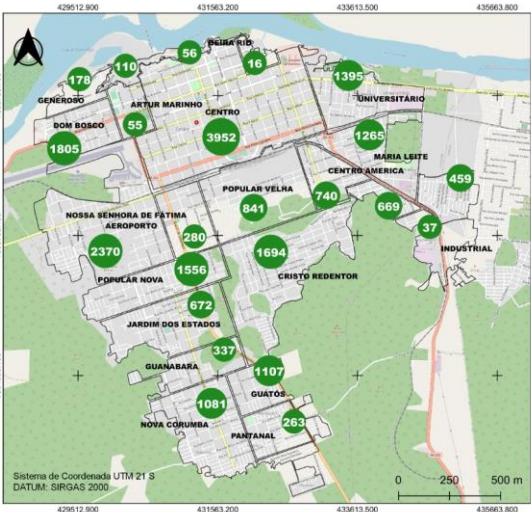 429512.900 431563.200 433613.500 435663.800
BEIRA RIO
56
16
110
1395
178
GENEROSO
ARTUR MARINHO
UNIVERSITÁRIO
CENTRO
DOM BOSCO
55
3952
1265
1805
MARIA LEITE
CENTRO AMERICA
459
POPULAR VELHA
740
669
841
NOSSA SENHORA DE FÁTIMA
AEROPORTO
37
280
2370
1694
INDUSTRIAL
1556
CRISTO REDENTOR
POPULAR NOVA
672
JARDIM DOS ESTADOS
337
GUANABARA
1107
GUATÓS
1081
NOVA CORUMBA
263
PANTANAL
Sistema de Coordenada UTM 21 S
DATUM: SIRGAS 2000
0 250 500 m
429512.900 431563.200 433613.500 435663.800